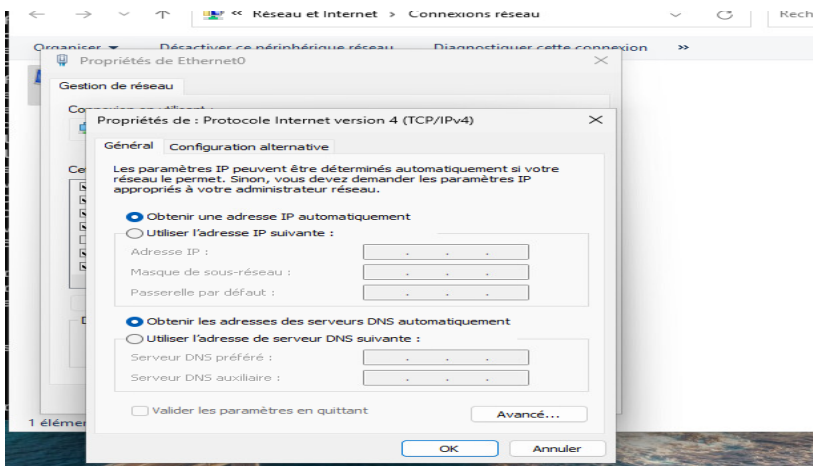 « Réseau et Internet > Connexions réseau
Rech
Organiser Désactiver ce périphérique réseau Diagnostiquer cette connexion »
Propriétés de Ethernet0
Gestion de réseau
Propriétés de : Protocole Internet version 4 (TCP/IPv4)
Général Configuration alternative
Les paramètres IP peuvent être déterminés automatiquement si votre
réseau le permet. Sinon, vous devez demander les paramètres IP
appropriés à votre administrateur réseau.
Obtenir une adresse IP automatiquement
Utiliser l'adresse IP suivante :
Adresse IP :
Masque de sous-réseau :
Passerelle par défaut :
Obtenir les adresses des serveurs DNS automatiquement
Utiliser l'adresse de serveur DNS suivante :
Serveur DNS préféré :
Serveur DNS auxiliaire :
Valider les paramètres en quittant
Avancé...
1 élémen
OK Annuler